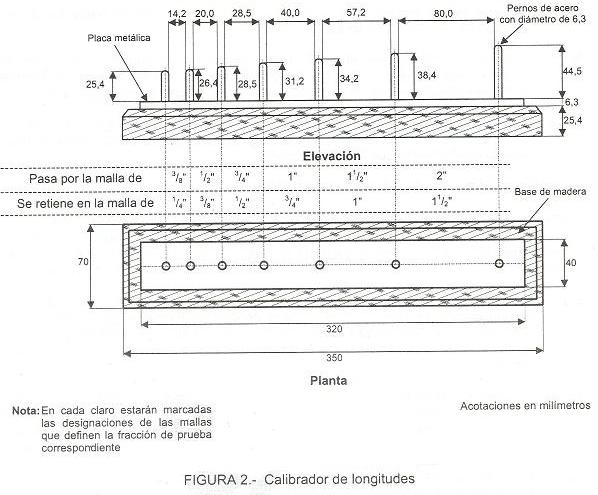 14,2 20,0 28,5 40,0 57,2 80,0
Pernos de acero
con diámetro de 6,3
Placa metálica
25,4 26,4 28,5 31,2 34,2 38,4 44,5
6,3
25,4
Elevación
Pasa por la malla de 3/8" 1/2" 3/4" 1" 1 1/2" 2"
Se retiene en la malla de 1/4" 3/8" 1/2" 3/4" 1" 1 1/2"
Base de madera
70 40
320
350
Planta
Nota: En cada claro estarán marcadas
las designaciones de las mallas
que definen la fracción de prueba
correspondiente
Acotaciones en milímetros
FIGURA 2.- Calibrador de longitudes